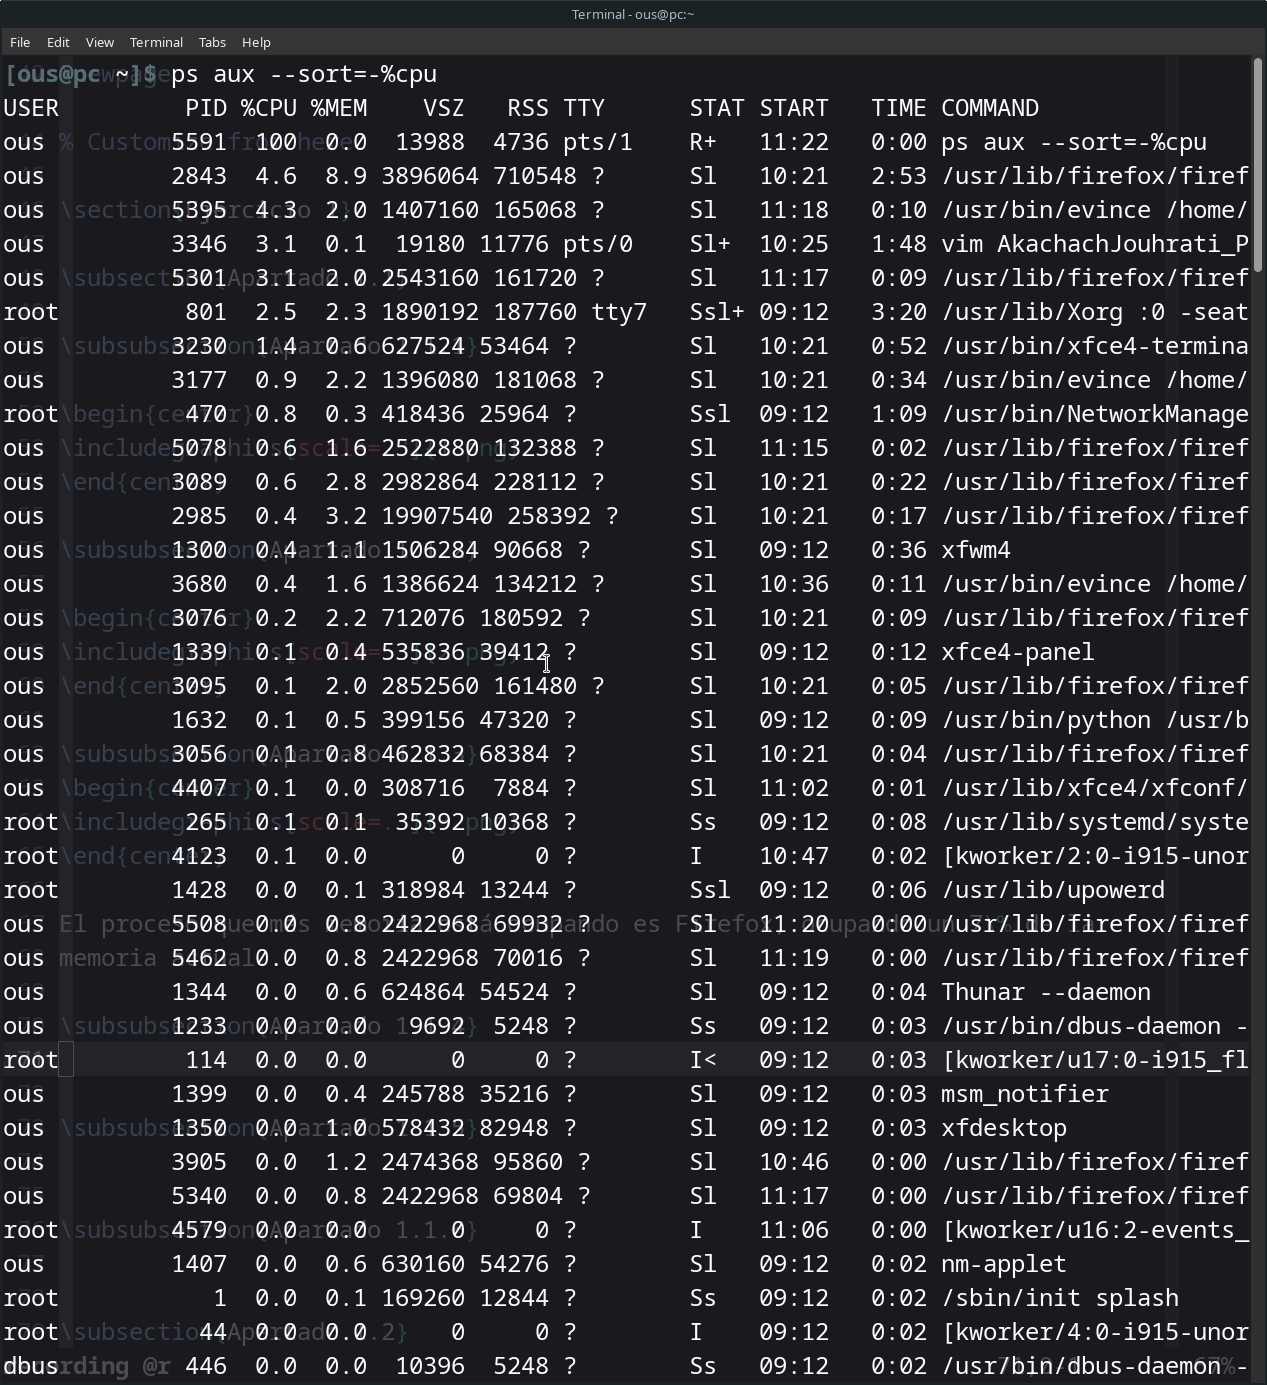 Terminal - ous@pc:~
File Edit View Terminal Tabs Help
[ous@pc ~]$ ps aux --sort=-%cpu
USER         PID %CPU %MEM    VSZ   RSS TTY      STAT START   TIME COMMAND
ous         5591  100  0.0  13988  4736 pts/1    R+   11:22   0:00 ps aux --sort=-%cpu
ous         2843  4.6  8.9 3896064 710548 ?      Sl   10:21   2:53 /usr/lib/firefox/firef
ous         5395  4.3  2.0 1407160 165068 ?      Sl   11:18   0:10 /usr/bin/evince /home/
ous         3346  3.1  0.1  19180 11776 pts/0    Sl+  10:25   1:48 vim AkachachJouhrati_P
ous         5301  3.1  2.0 2543160 161720 ?      Sl   11:17   0:09 /usr/lib/firefox/firef
root         801  2.5  2.3 1890192 187760 tty7   Ssl+ 09:12   3:20 /usr/lib/Xorg :0 -seat
ous         3230  1.4  0.6 627524 53464 ?        Sl   10:21   0:52 /usr/bin/xfce4-termina
ous         3177  0.9  2.2 1396080 181068 ?      Sl   10:21   0:34 /usr/bin/evince /home/
root         470  0.8  0.3 418436 25964 ?        Ssl  09:12   1:09 /usr/bin/NetworkManage
ous         5078  0.6  1.6 2522880 132388 ?      Sl   11:15   0:02 /usr/lib/firefox/firef
ous         3089  0.6  2.8 2982864 228112 ?      Sl   10:21   0:22 /usr/lib/firefox/firef
ous         2985  0.4  3.2 19907540 258392 ?     Sl   10:21   0:17 /usr/lib/firefox/firef
ous         1300  0.4  1.1 1506284 90668 ?       Sl   09:12   0:36 xfwm4
ous         3680  0.4  1.6 1386624 134212 ?      Sl   10:36   0:11 /usr/bin/evince /home/
ous         3076  0.2  2.2 712076 180592 ?       Sl   10:21   0:09 /usr/lib/firefox/firef
ous         1339  0.1  0.4 535836 39412 ?        Sl   09:12   0:12 xfce4-panel
ous         3095  0.1  2.0 2852560 161480 ?      Sl   10:21   0:05 /usr/lib/firefox/firef
ous         1632  0.1  0.5 399156 47320 ?        Sl   09:12   0:09 /usr/bin/python /usr/b
ous         3056  0.1  0.8 462832 68384 ?        Sl   10:21   0:04 /usr/lib/firefox/firef
ous         4407  0.1  0.0 308716  7884 ?        Sl   11:02   0:01 /usr/lib/xfce4/xfconf/
root         265  0.1  0.1  35392 10368 ?        Ss   09:12   0:08 /usr/lib/systemd/syste
root        4123  0.1  0.0      0     0 ?        I    10:47   0:02 [kworker/2:0-i915-unor
root        1428  0.0  0.1 318984 13244 ?        Ssl  09:12   0:06 /usr/lib/upowerd
ous         5508  0.0  0.8 2422968 69932 ?       Sl   11:20   0:00 /usr/lib/firefox/firef
ous         5462  0.0  0.8 2422968 70016 ?       Sl   11:19   0:00 /usr/lib/firefox/firef
ous         1344  0.0  0.6 624864 54524 ?        Sl   09:12   0:04 Thunar --daemon
ous         1233  0.0  0.0   9692  5248 ?        Ss   09:12   0:03 /usr/bin/dbus-daemon -
root         114  0.0  0.0      0     0 ?        I<   09:12   0:03 [kworker/u17:0-i915_fl
ous         1399  0.0  0.4 245788 35216 ?        Sl   09:12   0:03 msm_notifier
ous         1350  0.0  1.0 578432 82948 ?        Sl   09:12   0:03 xfdesktop
ous         3905  0.0  1.2 2474368 95860 ?       Sl   10:46   0:00 /usr/lib/firefox/firef
ous         5340  0.0  0.8 2422968 69804 ?       Sl   11:17   0:00 /usr/lib/firefox/firef
root        4579  0.0  0.0      0     0 ?        I    11:06   0:00 [kworker/u16:2-events_
ous         1407  0.0  0.6 630160 54276 ?        Sl   09:12   0:02 nm-applet
root           1  0.0  0.1 169260 12844 ?        Ss   09:12   0:02 /sbin/init splash
root          44  0.0  0.0      0     0 ?        I    09:12   0:02 [kworker/4:0-i915-unor
dbus         446  0.0  0.0  10396  5248 ?        Ss   09:12   0:02 /usr/bin/dbus-daemon -